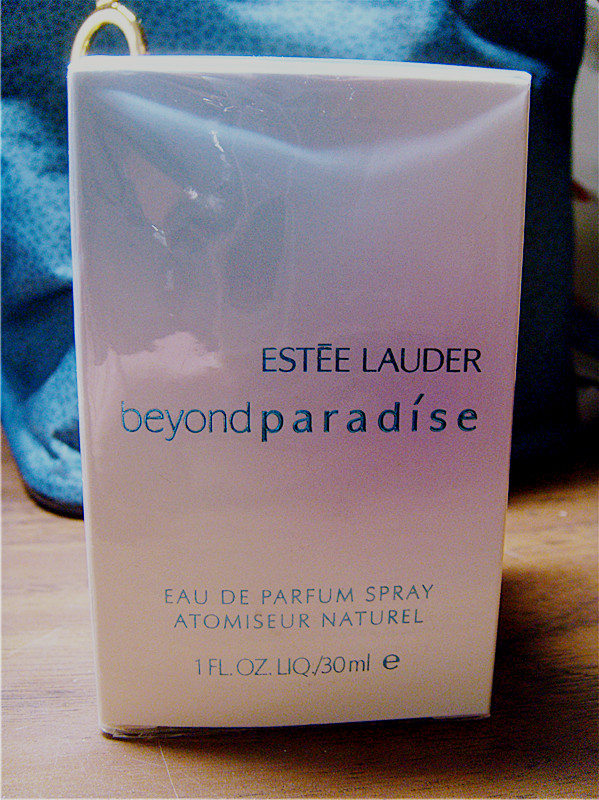 ESTĒE LAUDER
beyondparadíse
EAU DE PARFUM SPRAY
ATOMISEUR NATUREL
1 FL. OZ. LIQ./30 ml e